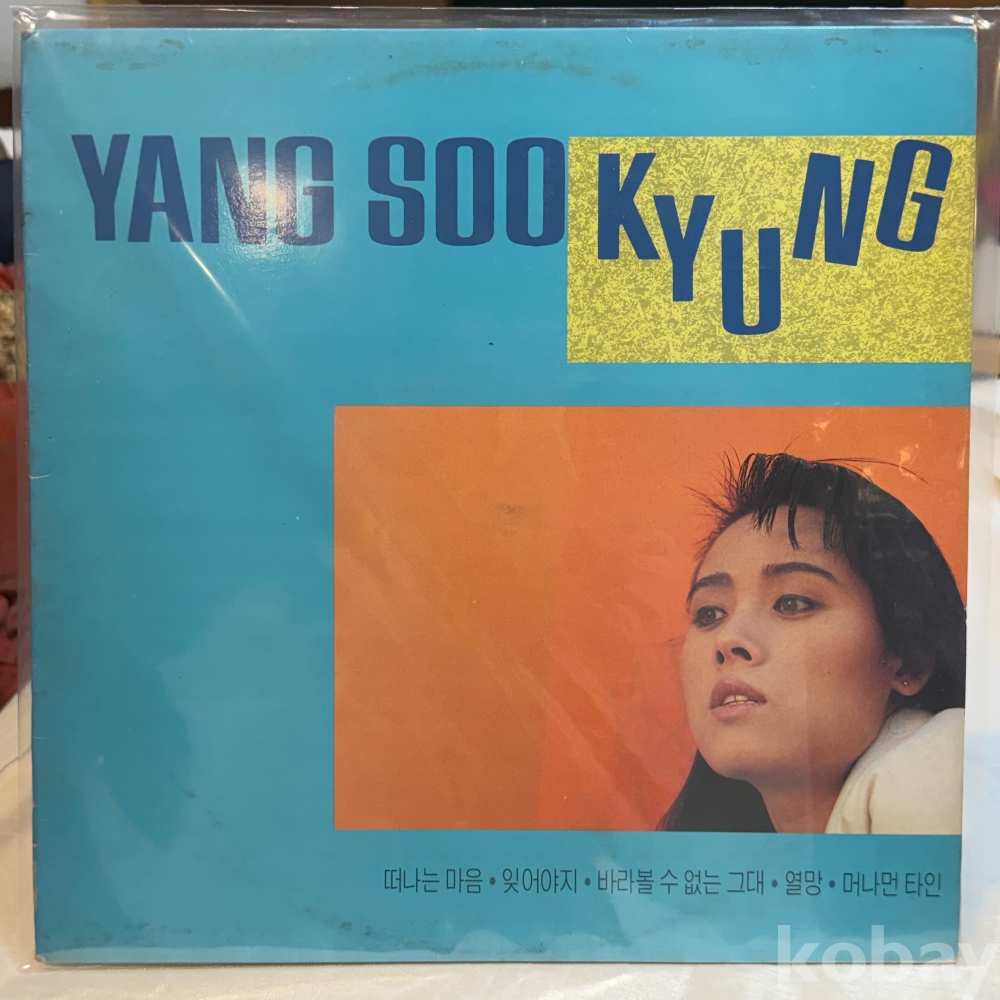 YANG SOO KYUNG
떠나는 마음 • 잊어야지 • 바라볼 수 없는 그대 • 열망 • 머나먼 타인
kobay